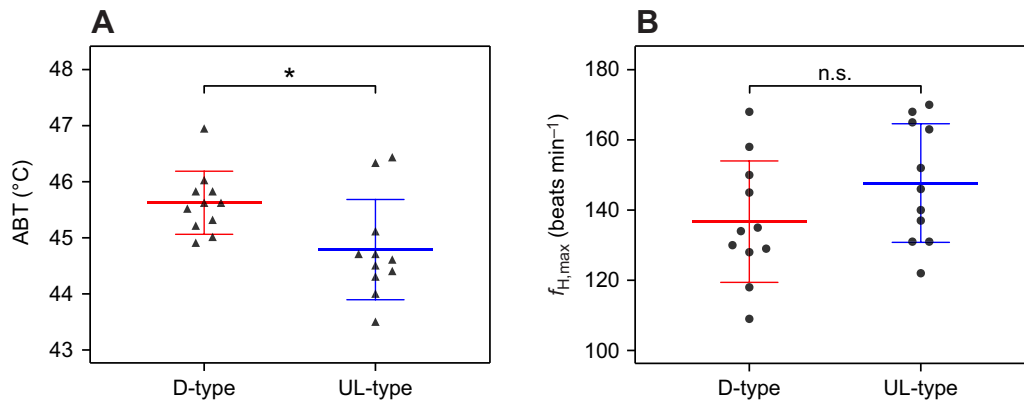 A
48
47
46
45
44
43
ABT (°C)
*
D-type
UL-type
B
180
160
140
120
100
fH,max (beats min−1)
n.s.
D-type
UL-type